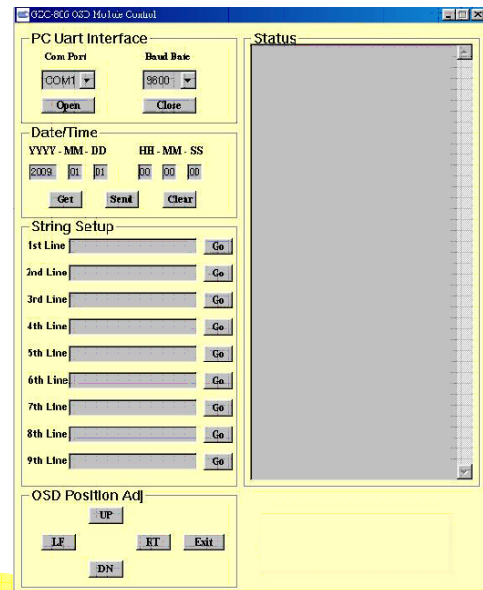 GZC-806 OSD Module Control
PC Uart Interface
Com Port Baud Bate
COM1 9600
Open Close
Date/Time
YYYY - MM - DD HH - MM - SS
2009 01 01 00 00 00
Get Send Clear
String Setup
1st Line Go
2nd Line Go
3rd Line Go
4th Line Go
5th Line Go
6th Line Go
7th Line Go
8th Line Go
9th Line Go
OSD Position Adj
UP
LF RT Exit
DN
Status